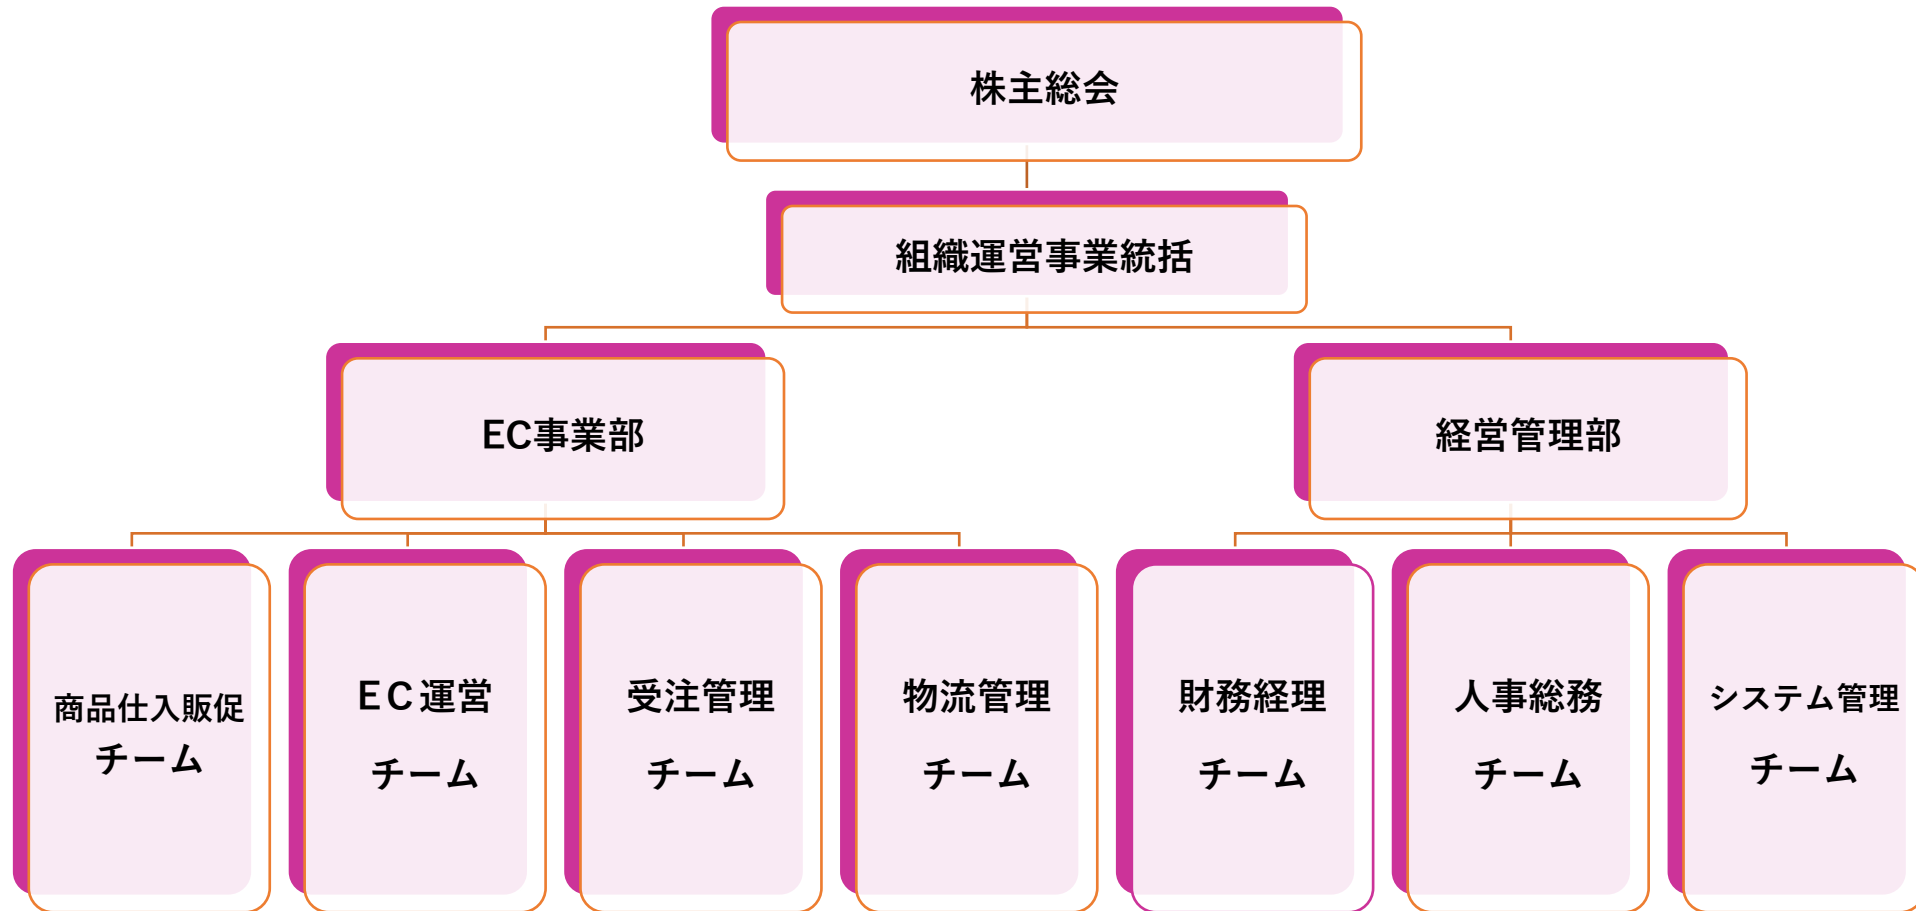 株主総会
組織運営事業統括
EC事業部
経営管理部
商品仕入販促
チーム
ＥＣ運営
チーム
受注管理
チーム
物流管理
チーム
財務経理
チーム
人事総務
チーム
システム管理
チーム